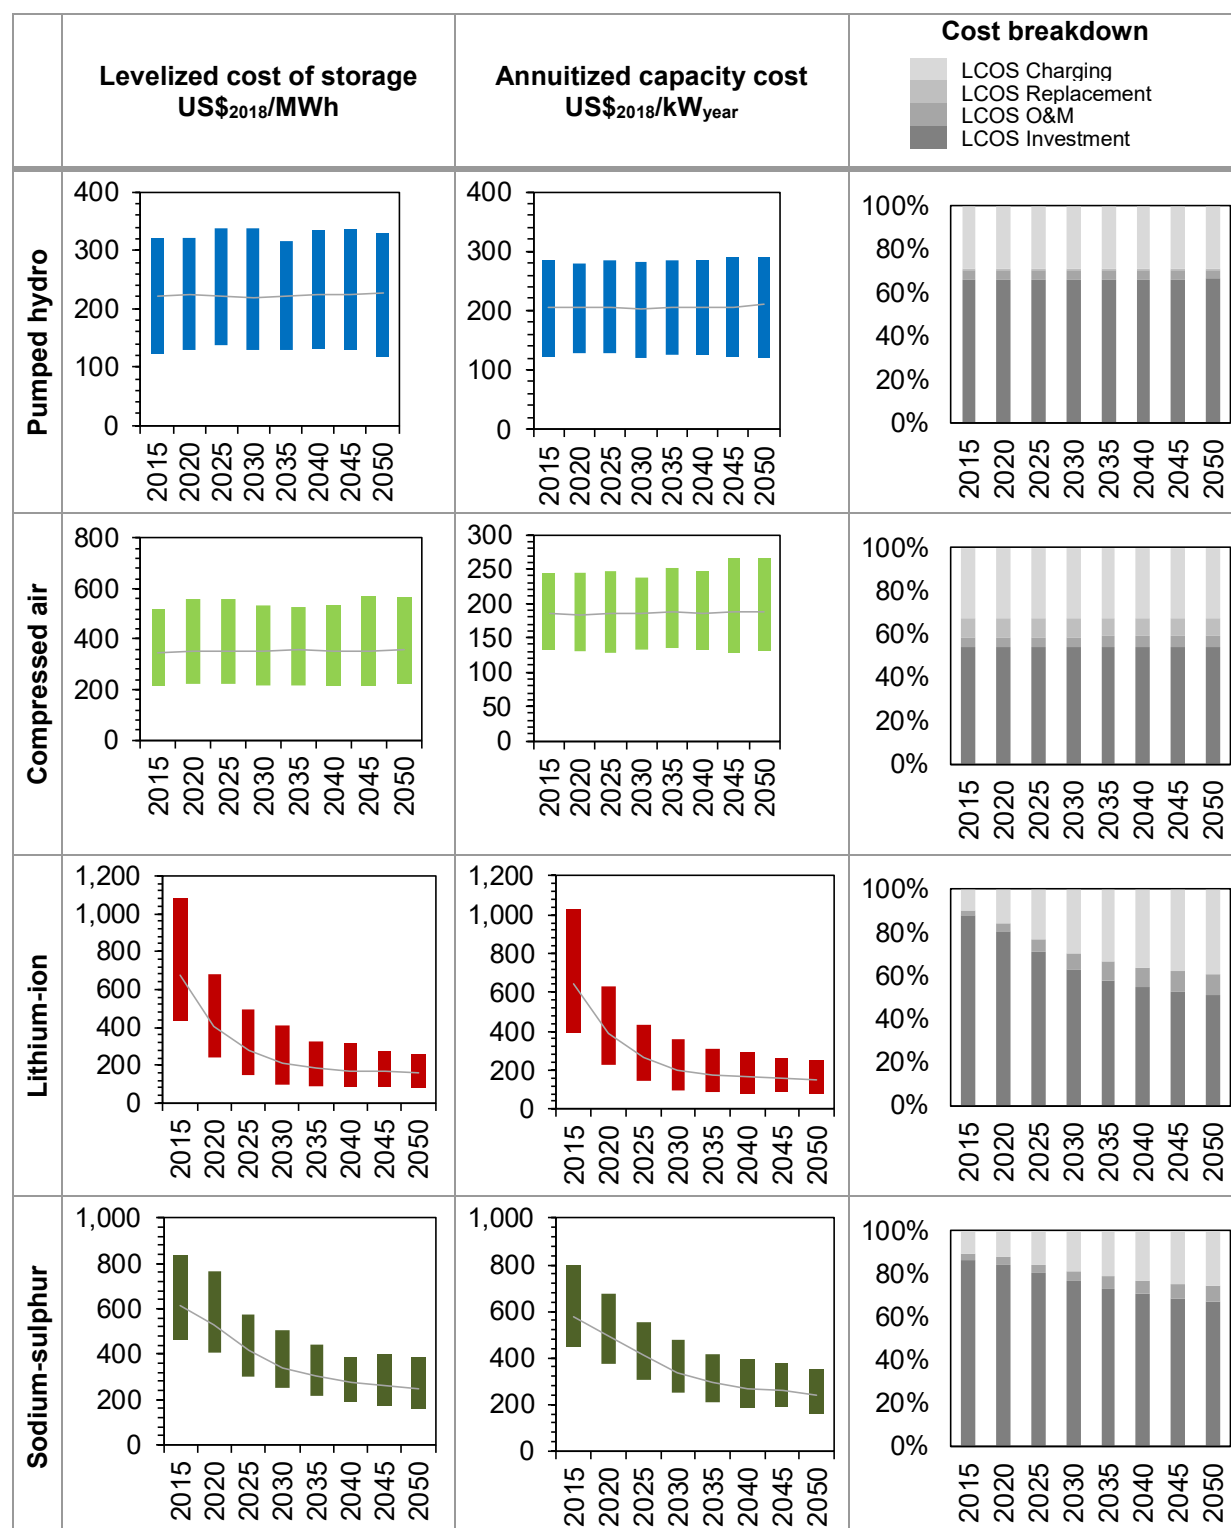 Levelized cost of storage
US$2018/MWh
Annuitized capacity cost
US$2018/kWyear
Cost breakdown
LCOS Charging
LCOS Replacement
LCOS O&M
LCOS Investment
Pumped hydro
400
300
200
100
0
2015 2020 2025 2030 2035 2040 2045 2050
400
300
200
100
0
2015 2020 2025 2030 2035 2040 2045 2050
100%
80%
60%
40%
20%
0%
2015 2020 2025 2030 2035 2040 2045 2050
Compressed air
800
600
400
200
0
2015 2020 2025 2030 2035 2040 2045 2050
300
250
200
150
100
50
0
2015 2020 2025 2030 2035 2040 2045 2050
100%
80%
60%
40%
20%
0%
2015 2020 2025 2030 2035 2040 2045 2050
Lithium-ion
1,200
1,000
800
600
400
200
0
2015 2020 2025 2030 2035 2040 2045 2050
1,200
1,000
800
600
400
200
0
2015 2020 2025 2030 2035 2040 2045 2050
100%
80%
60%
40%
20%
0%
2015 2020 2025 2030 2035 2040 2045 2050
Sodium-sulphur
1,000
800
600
400
200
0
2015 2020 2025 2030 2035 2040 2045 2050
1,000
800
600
400
200
0
2015 2020 2025 2030 2035 2040 2045 2050
100%
80%
60%
40%
20%
0%
2015 2020 2025 2030 2035 2040 2045 2050